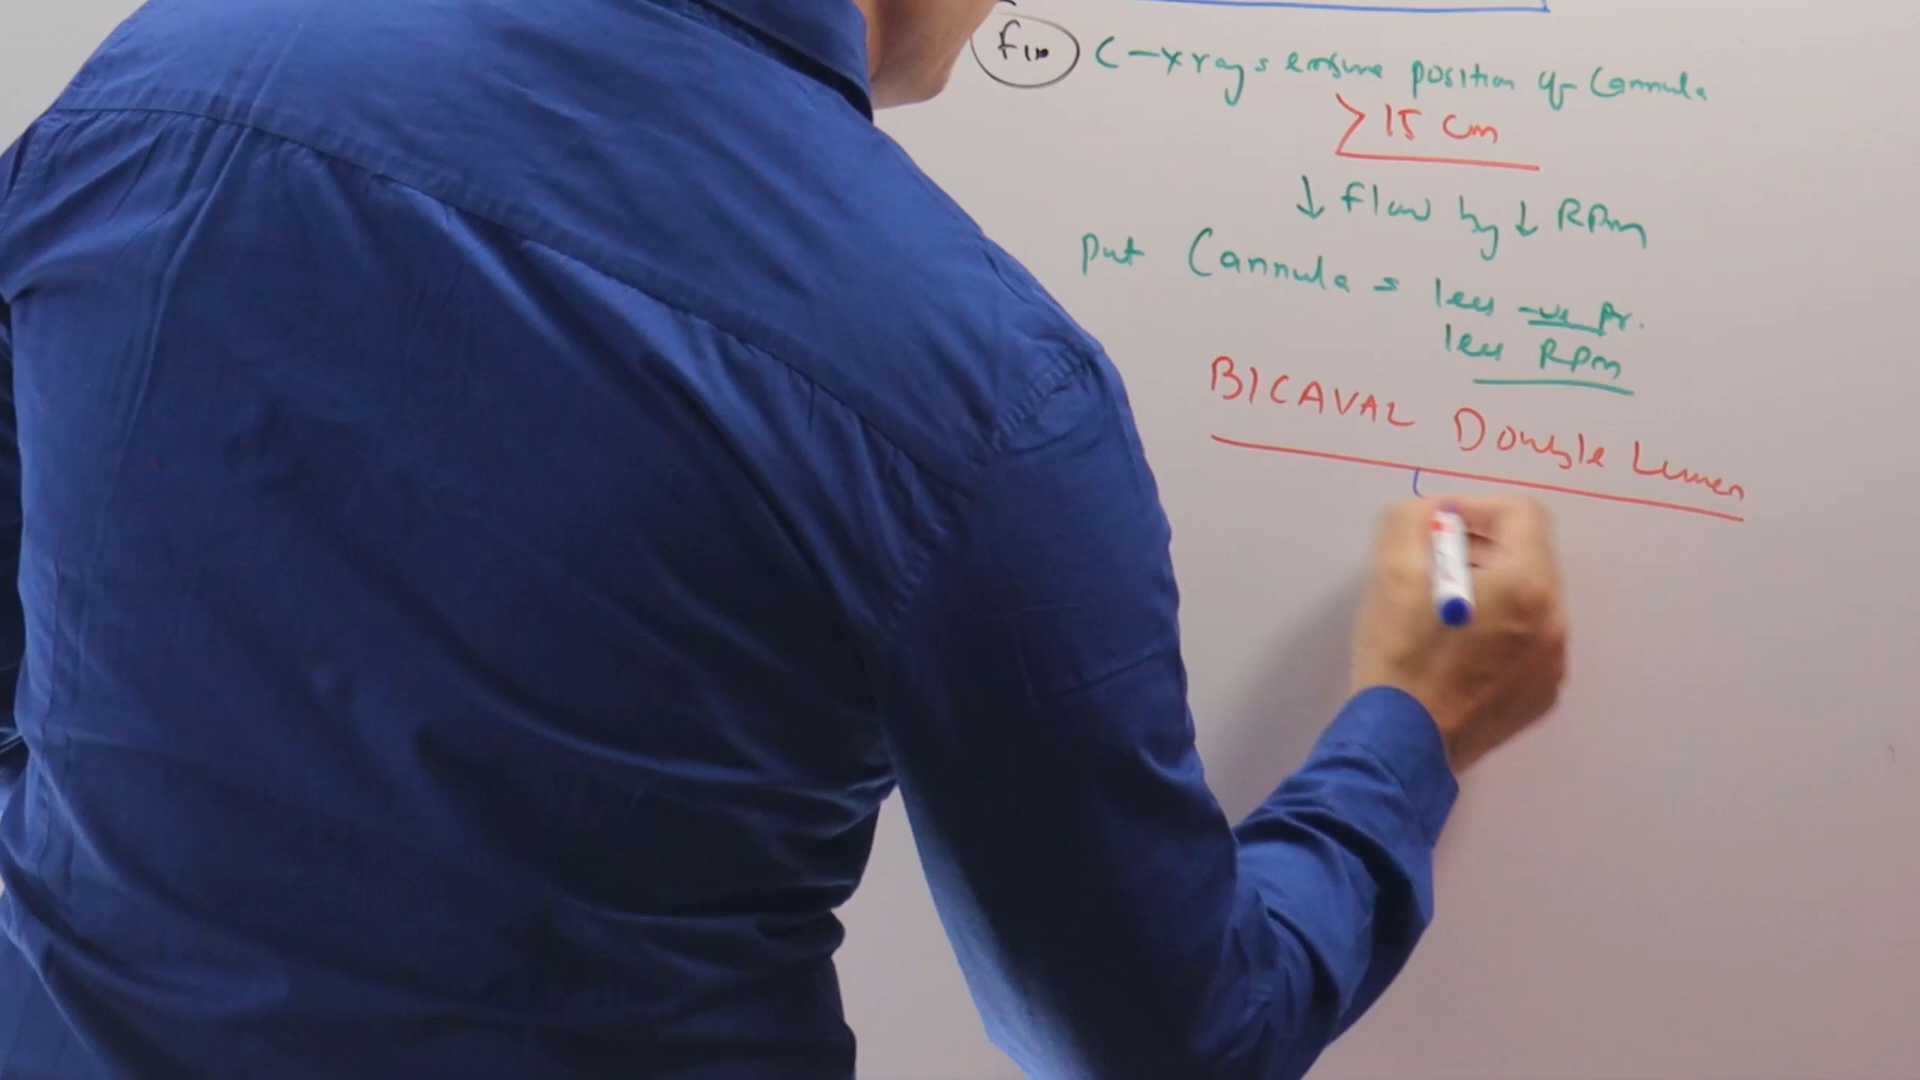 Fix C-xrays ensure position of Cannula
>15 cm
↓ flow by ↓ RPm
put Cannula s less -ve Pr.
less RPm
BICAVAL Double Lumen